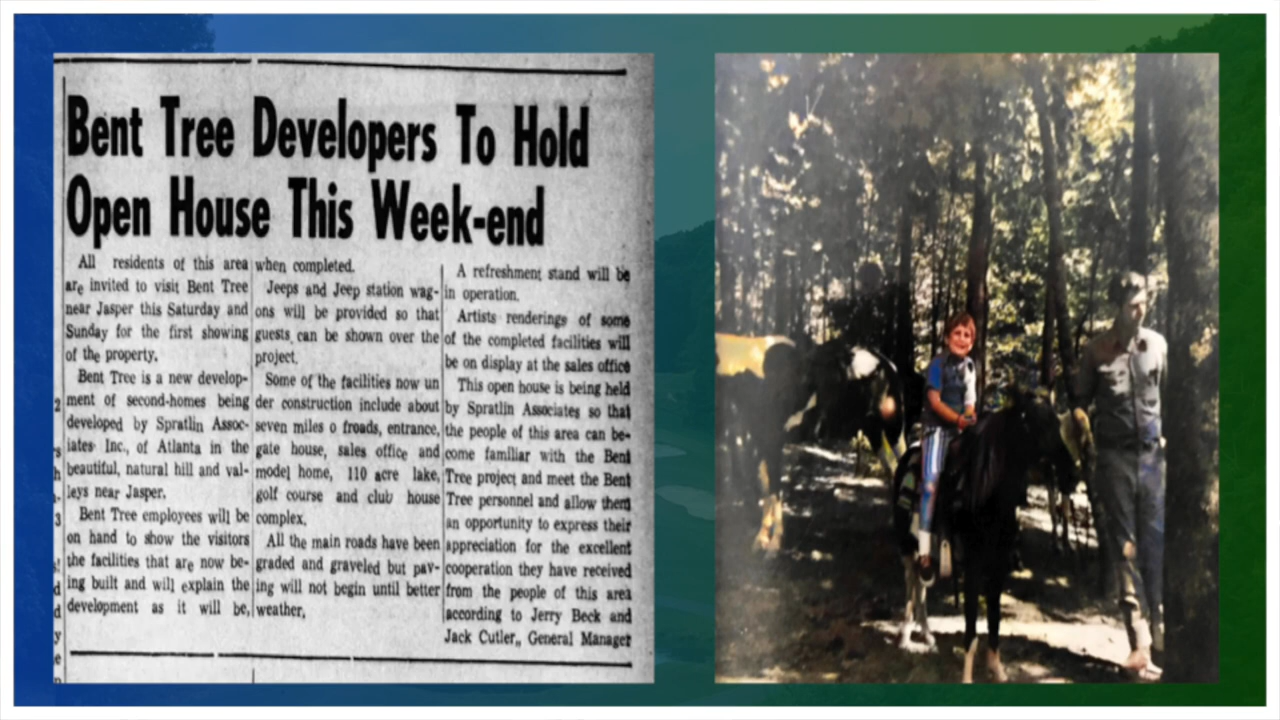 Bent Tree Developers To Hold
Open House This Week-end
All residents of this area
are invited to visit Bent Tree
near Jasper this Saturday and
Sunday for the first showing
of the property.
Bent Tree is a new develop-
ment of second-homes being
developed by Spratlin Assoc-
iates Inc., of Atlanta in the
beautiful, natural hill and val-
leys near Jasper.
Bent Tree employees will be
on hand to show the visitors
the facilities that are now be-
ing built and will explain the
development as it will be,
when completed.
Jeeps and Jeep station wag-
ons will be provided so that
guests can be shown over the
project.
Some of the facilities now un
der construction include about
seven miles o froads, entrance,
gate house, sales office and
model home, 110 acre lake,
golf course and club house
complex.
All the main roads have been
graded and graveled but pav-
ing will not begin until better
weather.
A refreshment stand will be
in operation.
Artists renderings of some
of the completed facilities will
be on display at the sales office
This open house is being held
by Spratlin Associates so that
the people of this area can be-
come familiar with the Bent
Tree project and meet the Bent
Tree personnel and allow them
an opportunity to express their
appreciation for the excellent
cooperation they have received
from the people of this area
according to Jerry Beck and
Jack Cutler,, General Manager